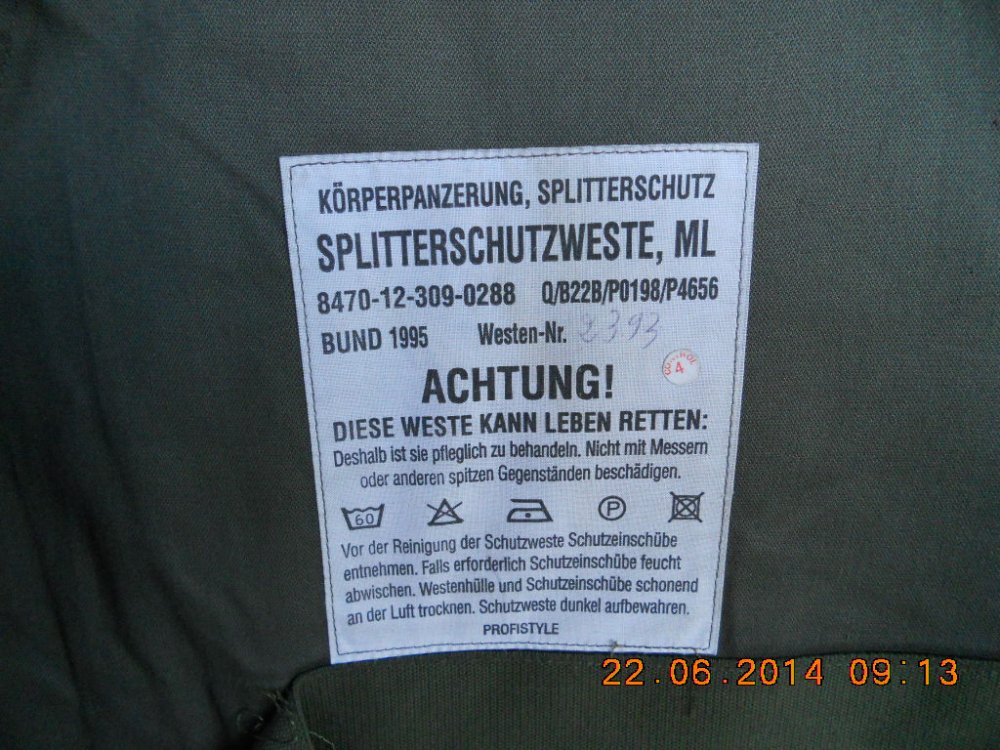 KÖRPERPANZERUNG, SPLITTERSCHUTZ
SPLITTERSCHUTZWESTE, ML
8470-12-309-0288 Q/B22B/P0198/P4656
BUND 1995 Westen-Nr. 2393
4
ACHTUNG!
DIESE WESTE KANN LEBEN RETTEN:
Deshalb ist sie pfleglich zu behandeln. Nicht mit Messern
oder anderen spitzen Gegenständen beschädigen.
60 P
Vor der Reinigung der Schutzweste Schutzeinschübe
entnehmen. Falls erforderlich Schutzeinschübe feucht
abwischen. Westenhülle und Schutzeinschübe schonend
an der Luft trocknen. Schutzweste dunkel aufbewahren.
PROFISTYLE
22.06.2014 09:13